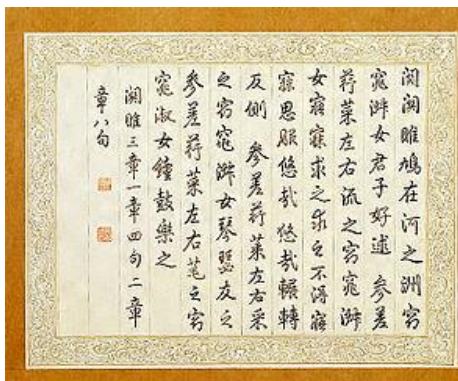 關關雎鳩在河之洲窈
窕淑女君子好逑 參差
荇菜左右流之窈窕淑
女寤寐求之求之不得寤
寐思服悠哉悠哉輾轉
反側 參差荇菜左右采
之窈窕淑女琴瑟友之
參差荇菜左右芼之窈
窕淑女鐘鼓樂之
關雎三章一章四句二章
章八句